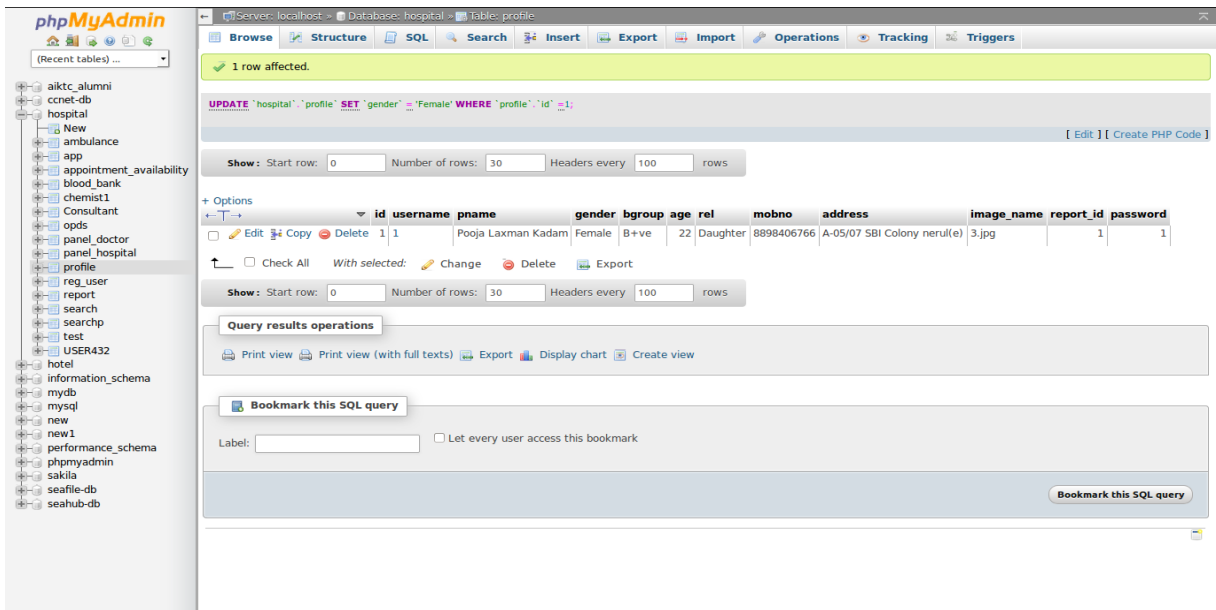 phpMyAdmin
(Recent tables) ...
aiktc_alumni
ccnet-db
hospital
New
ambulance
app
appointment_availability
blood_bank
chemist1
Consultant
opds
panel_doctor
panel_hospital
profile
reg_user
report
search
searchp
test
USER432
hotel
information_schema
mydb
mysql
new
new1
performance_schema
phpmyadmin
sakila
seafile-db
seahub-db
Server: localhost » Database: hospital » Table: profile
Browse Structure SQL Search Insert Export Import Operations Tracking Triggers
1 row affected.
UPDATE `hospital`.`profile` SET `gender` = 'Female' WHERE `profile`.`id` =1;
[ Edit ] [ Create PHP Code ]
Show : Start row: 0 Number of rows: 30 Headers every 100 rows
+ Options
←T→ id username pname gender bgroup age rel mobno address image_name report_id password
Edit Copy Delete 1 1 Pooja Laxman Kadam Female B+ve 22 Daughter 8898406766 A-05/07 SBI Colony nerul(e) 3.jpg 1 1
Check All With selected: Change Delete Export
Show : Start row: 0 Number of rows: 30 Headers every 100 rows
Query results operations
Print view Print view (with full texts) Export Display chart Create view
Bookmark this SQL query
Label: Let every user access this bookmark
Bookmark this SQL query